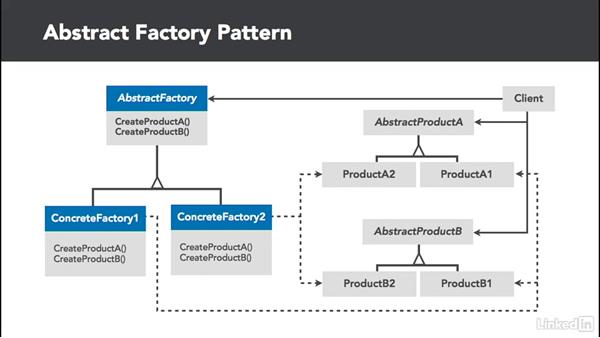 Abstract Factory Pattern
AbstractFactory
CreateProductA()
CreateProductB()
Client
AbstractProductA
ProductA2
ProductA1
ConcreteFactory1
CreateProductA()
CreateProductB()
ConcreteFactory2
CreateProductA()
CreateProductB()
AbstractProductB
ProductB2
ProductB1
LinkedIn